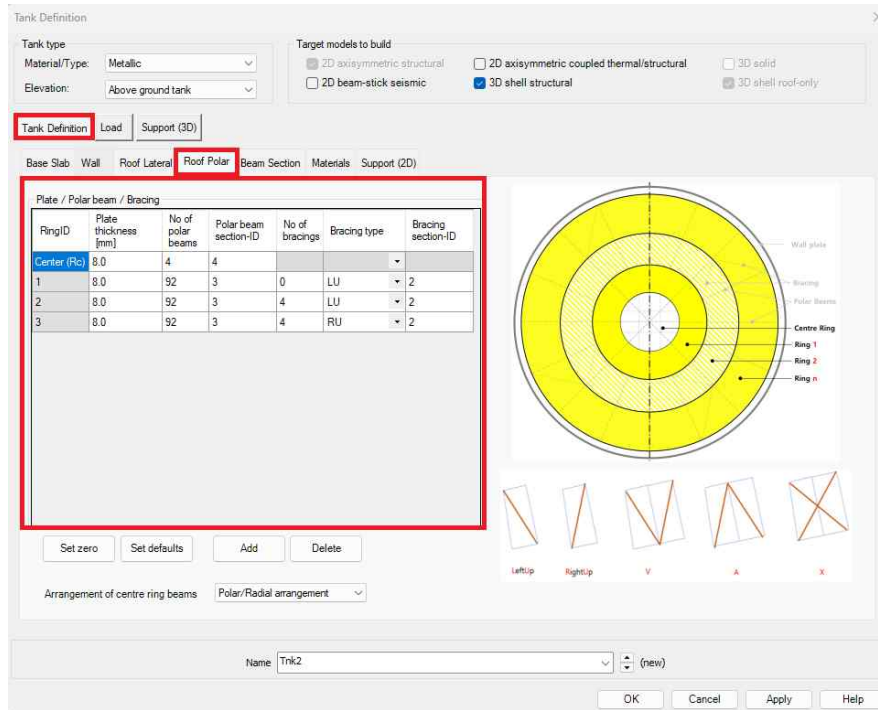 Tank Definition
Tank type
Material/Type: Metallic
Elevation: Above ground tank
Target models to build
2D axisymmetric structural
2D axisymmetric coupled thermal/structural
3D solid
2D beam-stick seismic
3D shell structural
3D shell roof-only
Tank Definition Load Support (3D)
Base Slab Wall Roof Lateral Roof Polar Beam Section Materials Support (2D)
Plate / Polar beam / Bracing
RingID Plate thickness [mm] No of polar beams Polar beam section-ID No of bracings Bracing type Bracing section-ID
Center (Rc) 8.0 4 4
1 8.0 92 3 0 LU 2
2 8.0 92 3 4 LU 2
3 8.0 92 3 4 RU 2
Wall plate
Bracing
Polar Beams
Centre Ring
Ring 1
Ring 2
Ring n
LeftUp RightUp V A X
Set zero Set defaults Add Delete
Arrangement of centre ring beams Polar/Radial arrangement
Name Tnk2 (new)
OK Cancel Apply Help